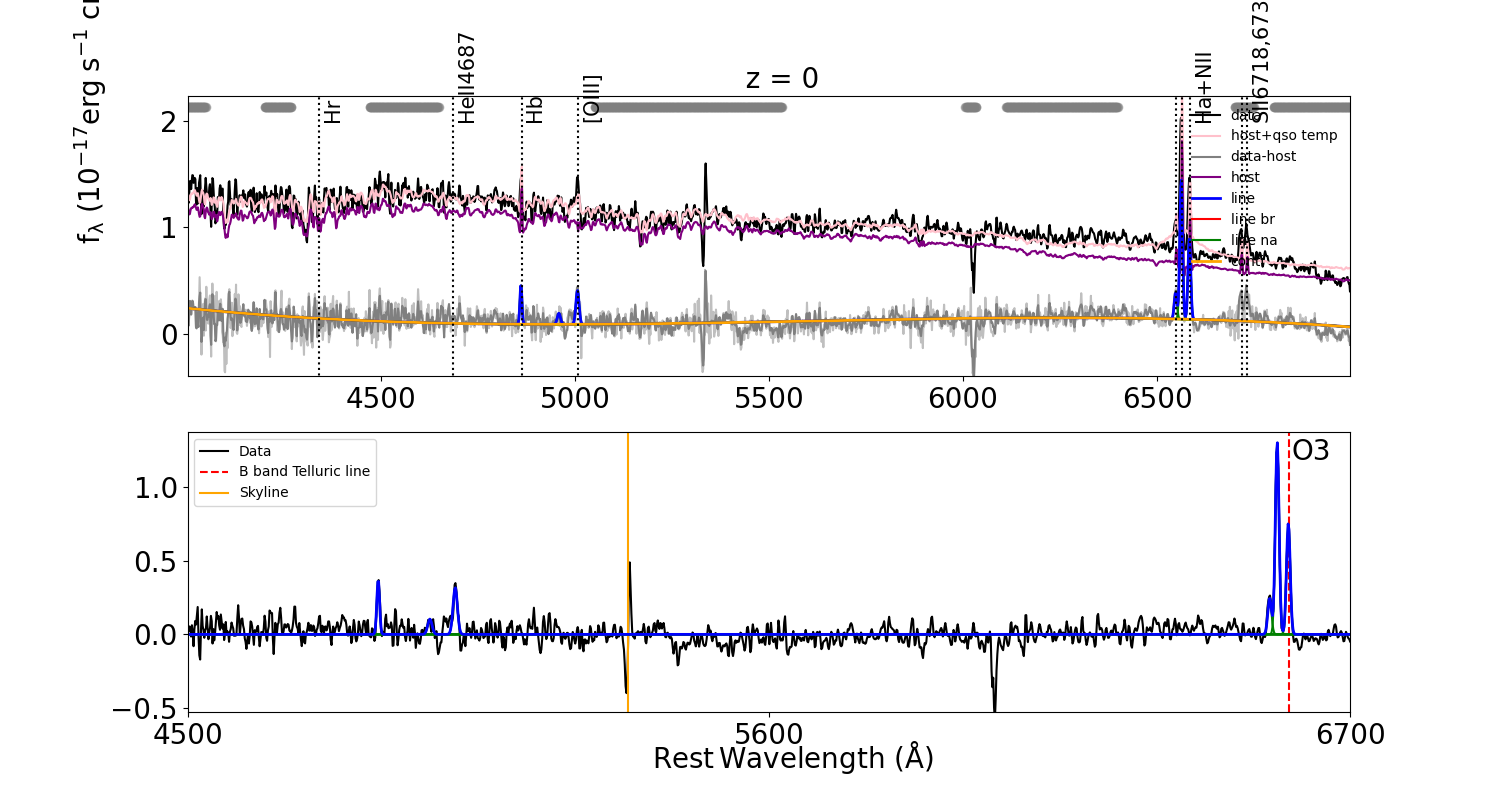 z = 0
HeII4687
SII6718,673
Hr
Hb
[OIII]
Ha+NII
data
host+qso temp
data-host
host
line
line br
line na
cont
f_λ (10^−17 erg s^−1 c
2
1
0
4500 5000 5500 6000 6500
Data
B band Telluric line
Skyline
O3
1.0
0.5
0.0
−0.5
4500 5600 6700
Rest Wavelength (Å)